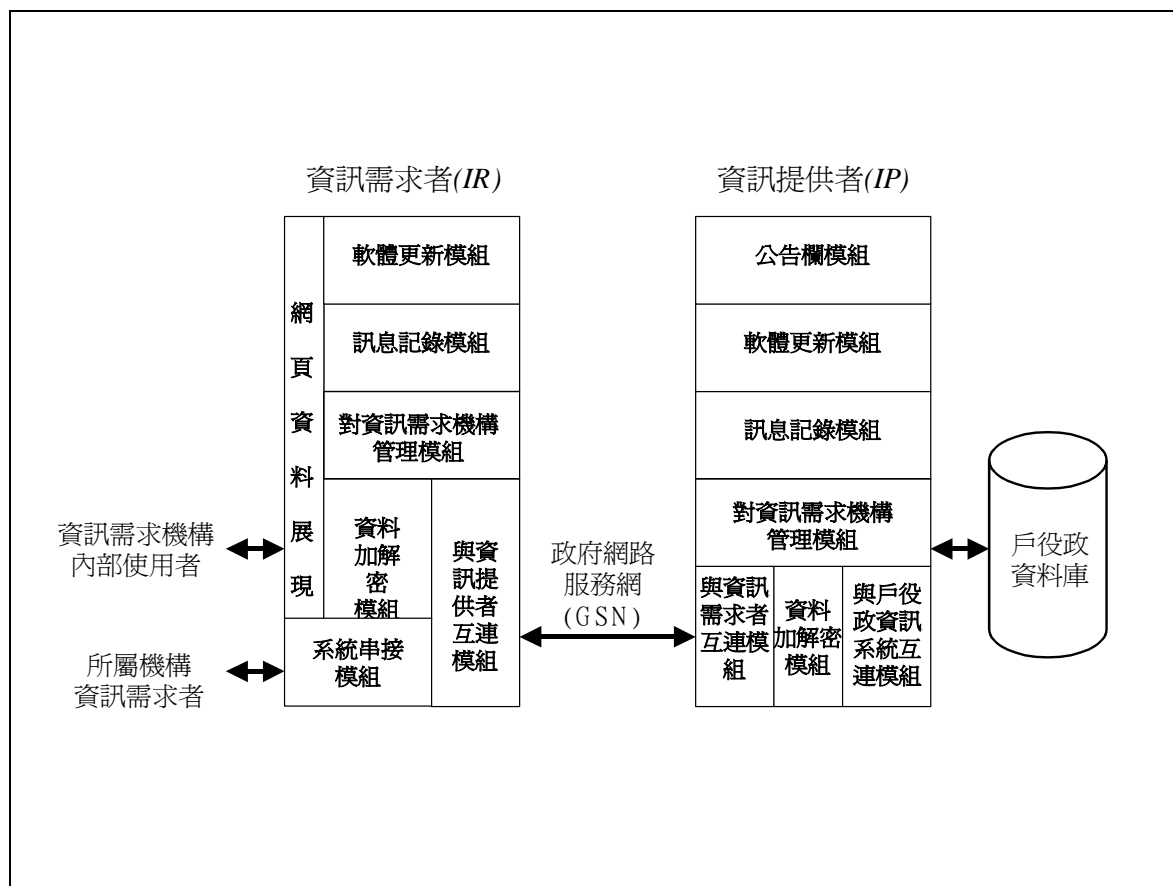 資訊需求者(IR)
資訊提供者(IP)
網
頁
資
料
展
現
軟體更新模組
訊息記錄模組
對資訊需求機構
管理模組
資料
加解
密
模組
與資
訊提
供者
互連
模組
系統串接
模組
資訊需求機構
內部使用者
所屬機構
資訊需求者
政府網路
服務網
(GSN)
公告欄模組
軟體更新模組
訊息記錄模組
對資訊需求機構
管理模組
與資訊
需求者
互連模
組
資料
加解密
模組
與戶役
政資訊
系統互
連模組
戶役政
資料庫